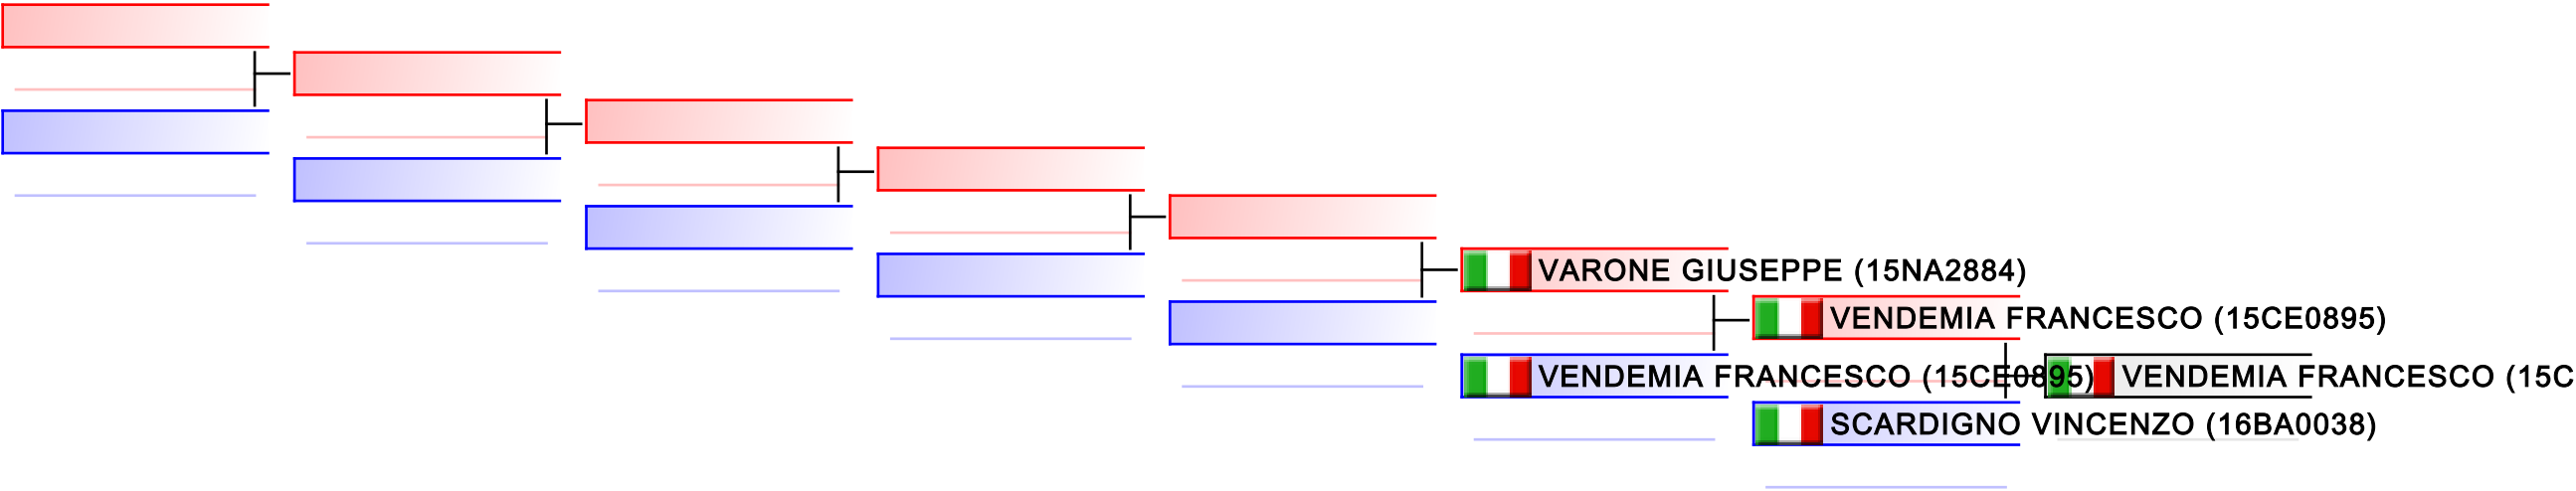 VARONE GIUSEPPE (15NA2884)
VENDEMIA FRANCESCO (15CE0895)
VENDEMIA FRANCESCO (15CE0895)
VENDEMIA FRANCESCO (15C
SCARDIGNO VINCENZO (16BA0038)